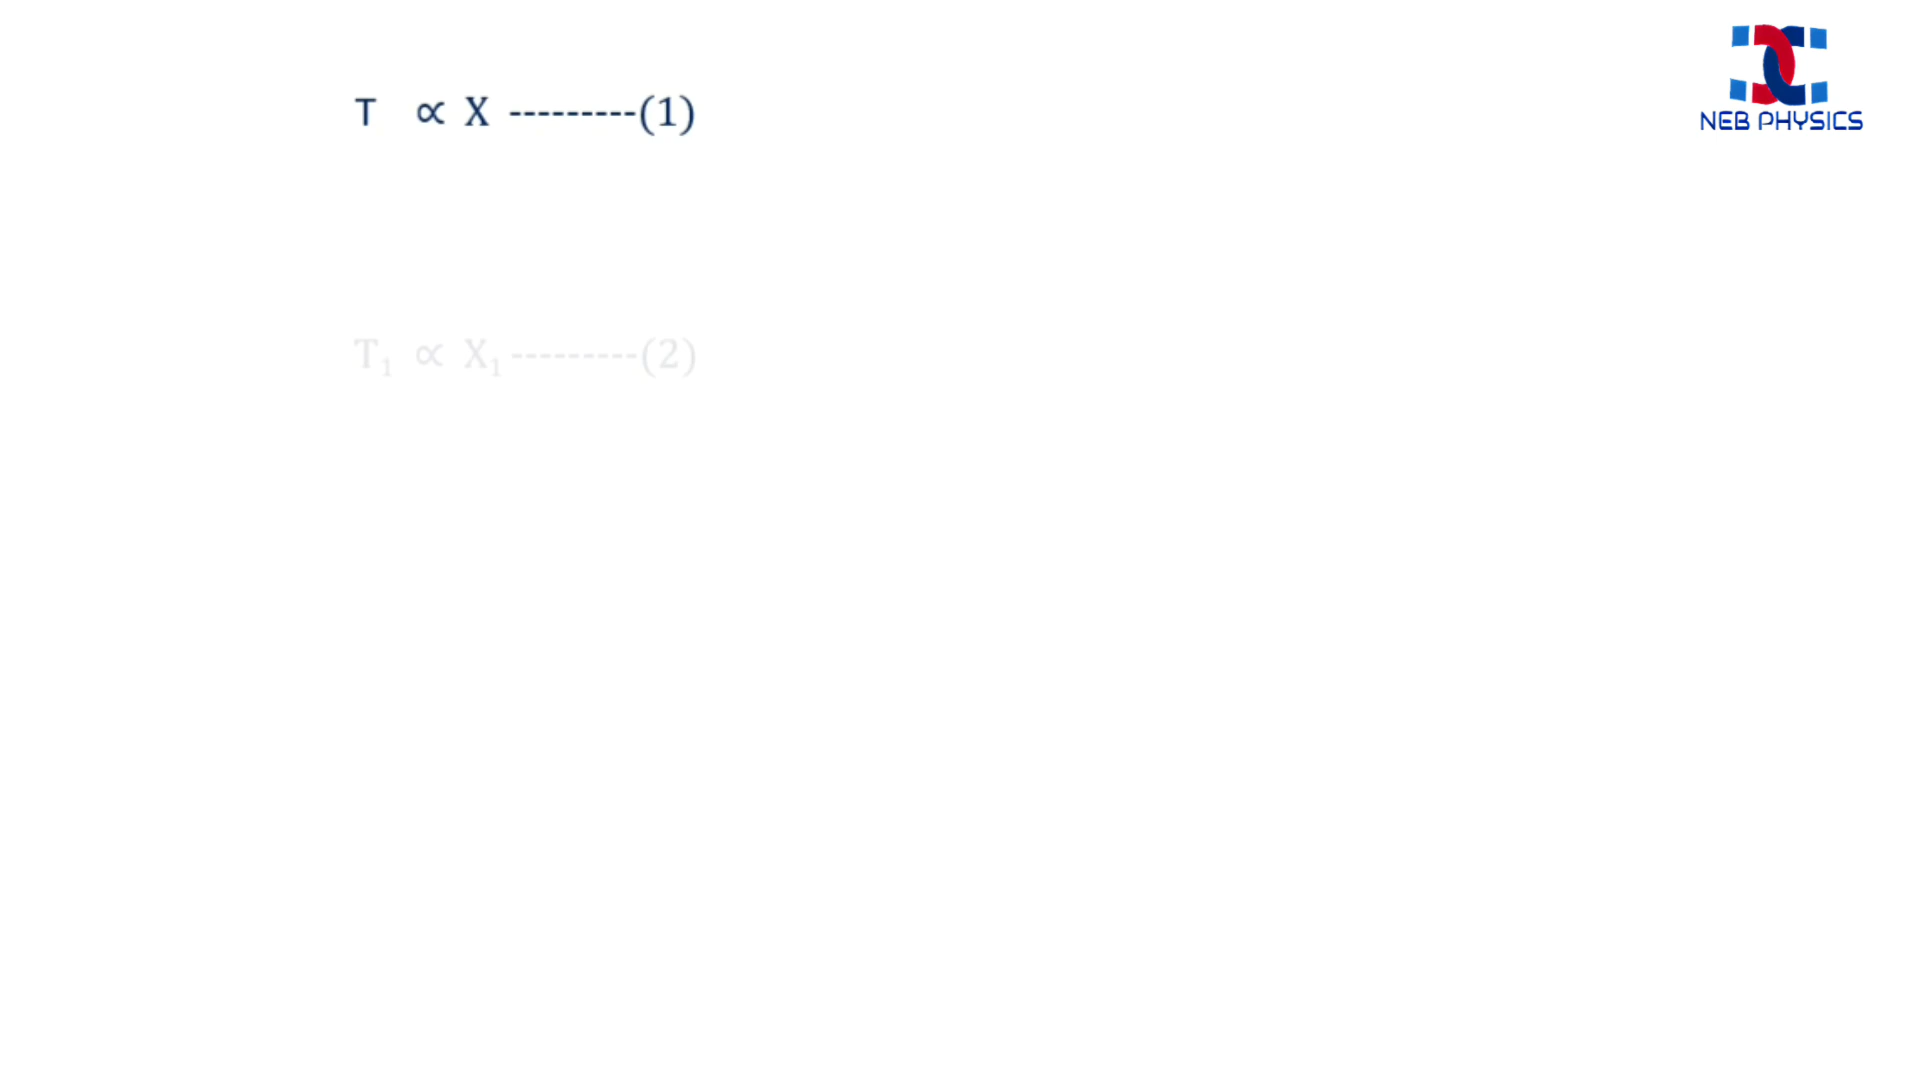 T ∝ X ---------(1)
NEB PHYSICS
T₁ ∝ X₁ ---------(2)